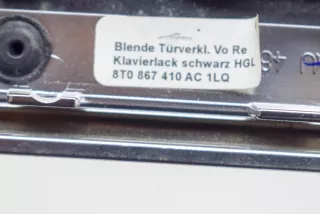 Blende Türverkl. Vo Re
Klavierlack schwarz HGL
8T0 867 410 AC 1LQ